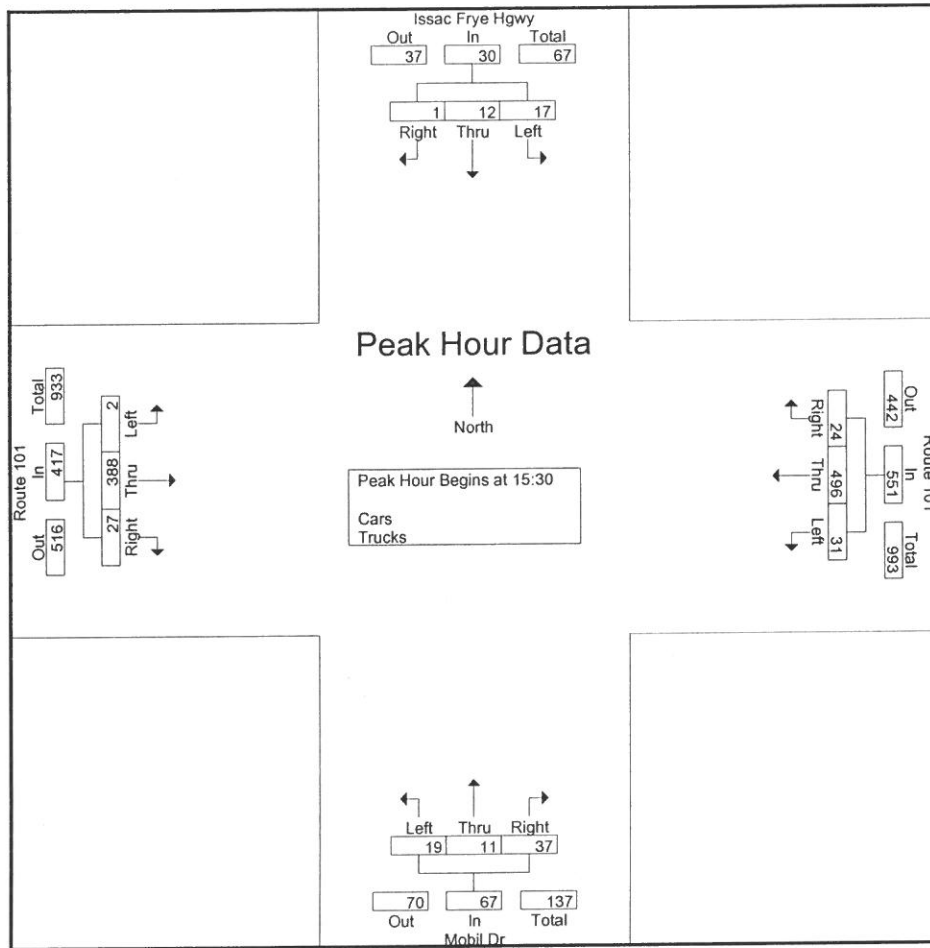 Issac Frye Hgwy
Out In Total
37 30 67
1 12 17
Right Thru Left
Peak Hour Data
North
Peak Hour Begins at 15:30
Cars
Trucks
Route 101
Total In Out
933 417 516
2 388 27
Left Thru Right
Route 101
Out In Total
442 551 993
24 496 31
Right Thru Left
Left Thru Right
19 11 37
70 67 137
Out In Total
Mobil Dr